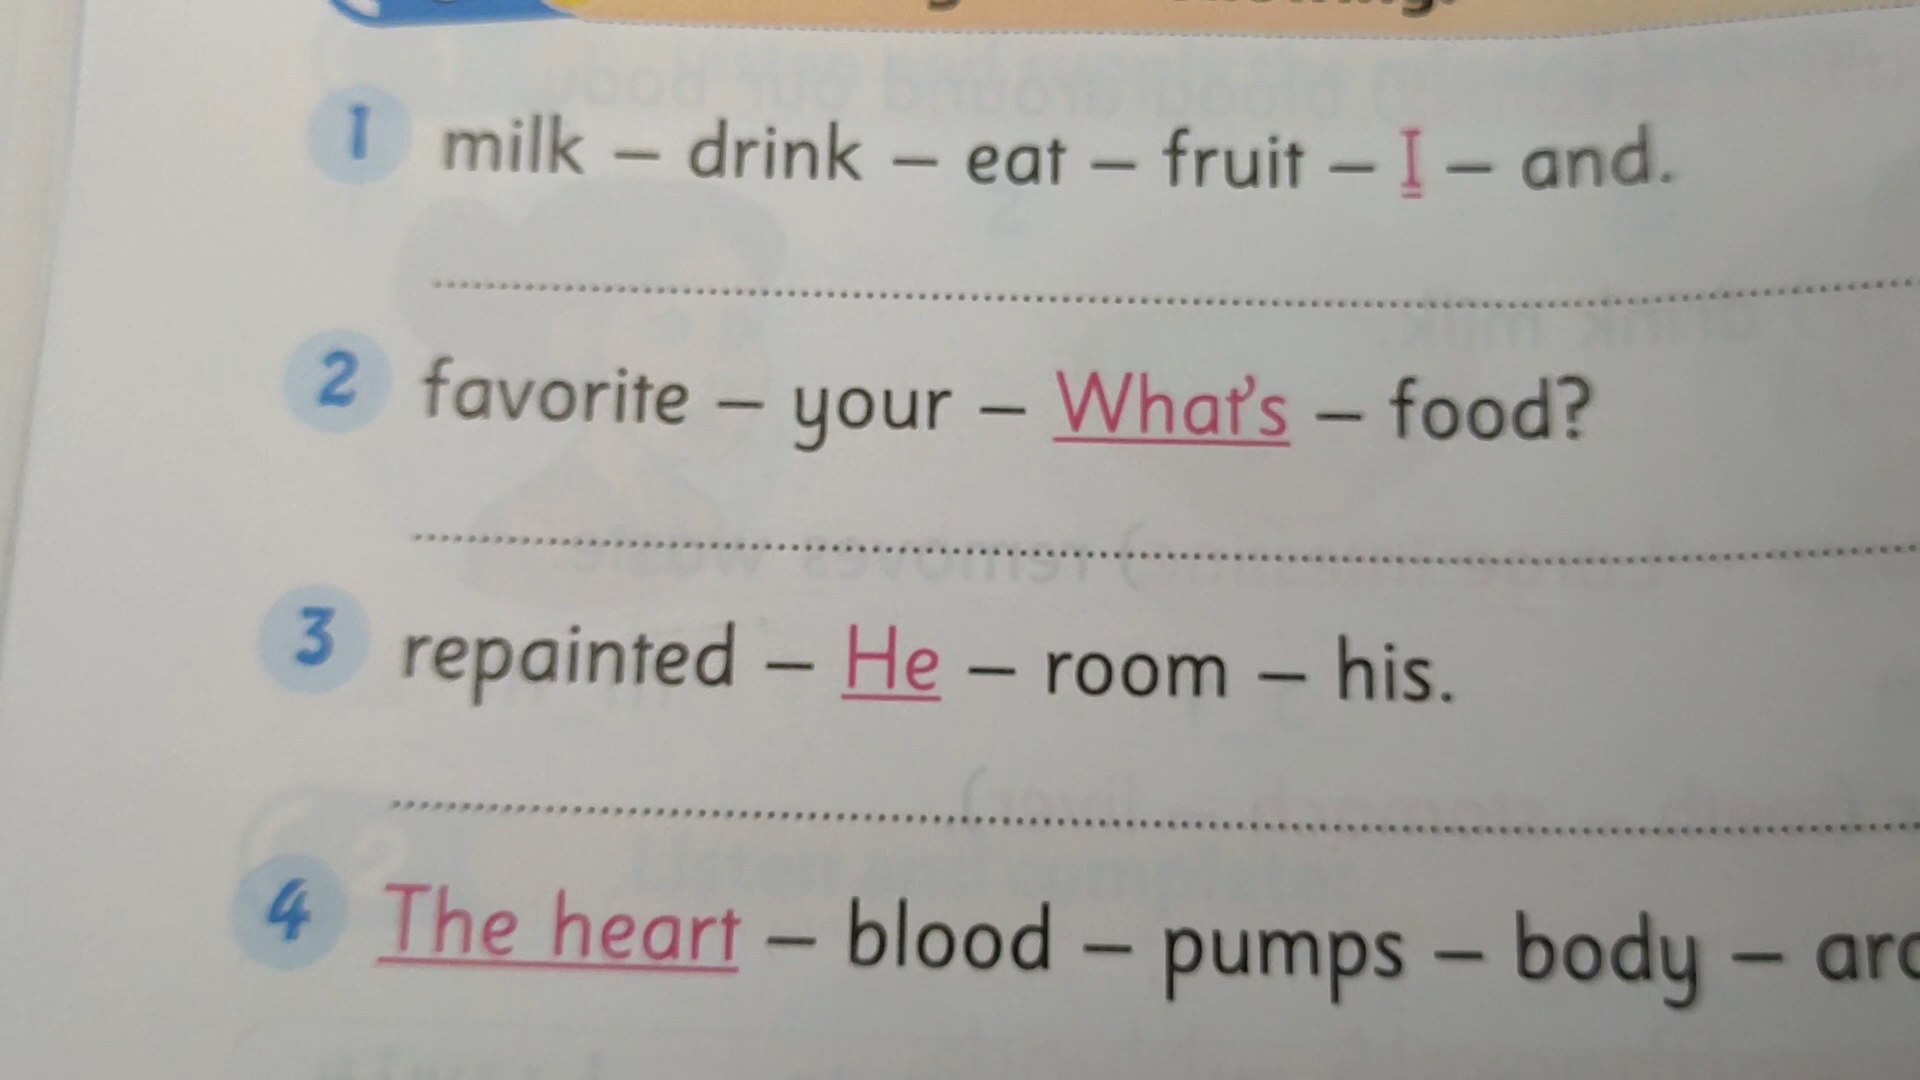 1 milk – drink – eat – fruit – I – and.
2 favorite – your – What's – food?
3 repainted – He – room – his.
4 The heart – blood – pumps – body –